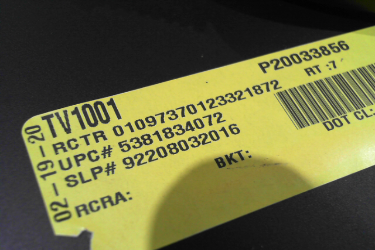 P20033856
TV1001
RT :7
RCTR 01097370123321872
UPC# 5381834072
SLP# 92208032016
BKT:
DOT CL:
RCRA:
02-19-20